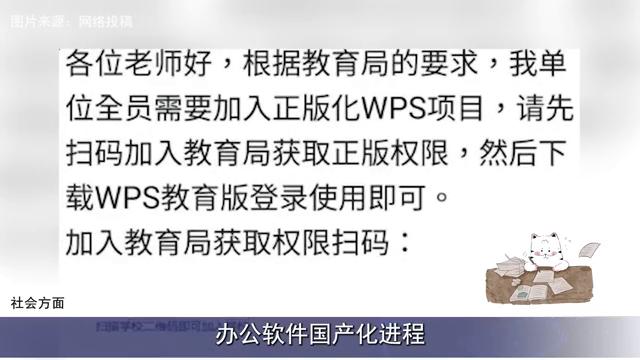 图片来源：网络投稿
各位老师好，根据教育局的要求，我单
位全员需要加入正版化WPS项目，请先
扫码加入教育局获取正版权限，然后下
载WPS教育版登录使用即可。
加入教育局获取权限扫码：
社会方面
办公软件国产化进程